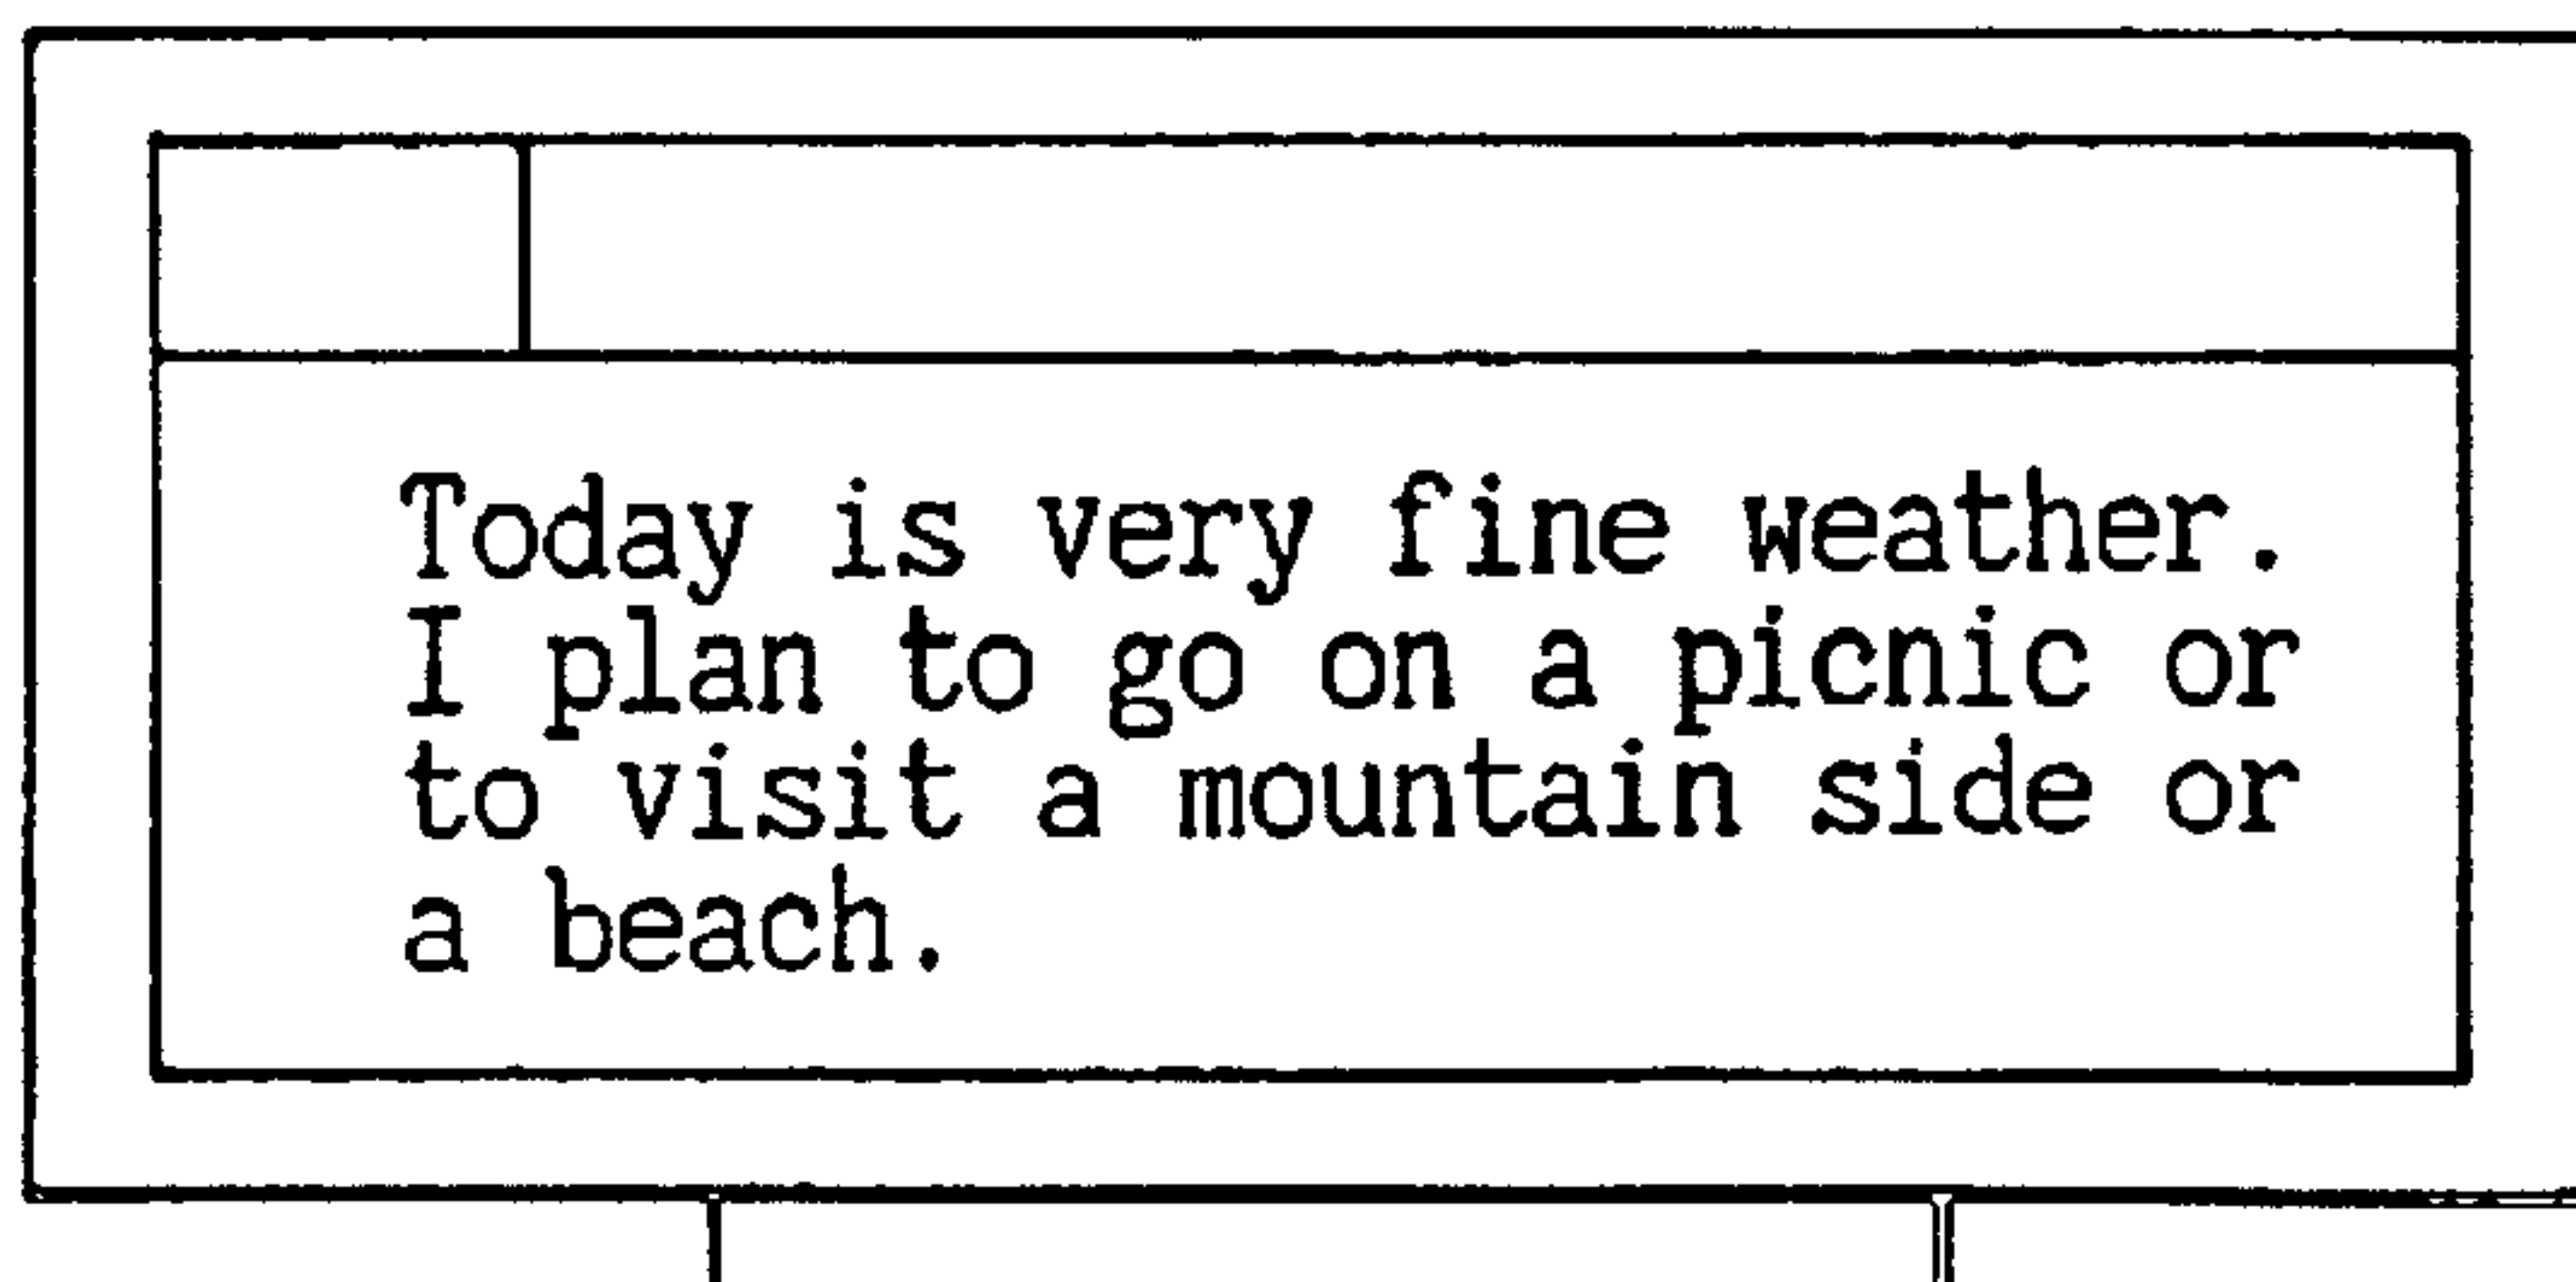 Today is very fine weather.
I plan to go on a picnic or
to visit a mountain side or
a beach.